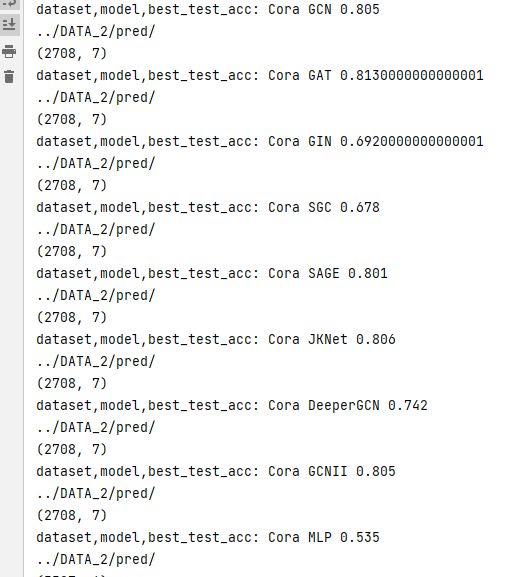 dataset,model,best_test_acc: Cora GCN 0.805
../DATA_2/pred/
(2708, 7)
dataset,model,best_test_acc: Cora GAT 0.8130000000000001
../DATA_2/pred/
(2708, 7)
dataset,model,best_test_acc: Cora GIN 0.6920000000000001
../DATA_2/pred/
(2708, 7)
dataset,model,best_test_acc: Cora SGC 0.678
../DATA_2/pred/
(2708, 7)
dataset,model,best_test_acc: Cora SAGE 0.801
../DATA_2/pred/
(2708, 7)
dataset,model,best_test_acc: Cora JKNet 0.806
../DATA_2/pred/
(2708, 7)
dataset,model,best_test_acc: Cora DeeperGCN 0.742
../DATA_2/pred/
(2708, 7)
dataset,model,best_test_acc: Cora GCNII 0.805
../DATA_2/pred/
(2708, 7)
dataset,model,best_test_acc: Cora MLP 0.535
../DATA_2/pred/